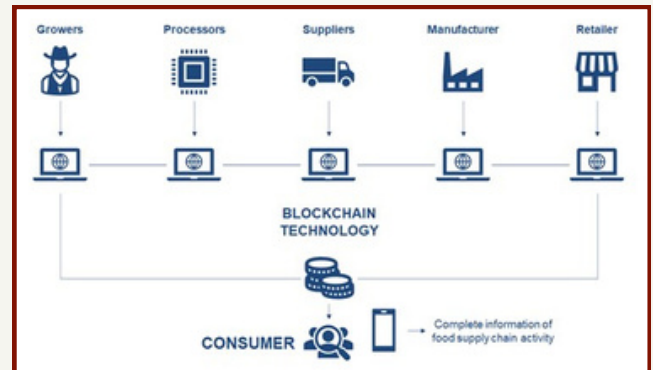 Growers
Processors
Suppliers
Manufacturer
Retailer
BLOCKCHAIN
TECHNOLOGY
CONSUMER
Complete information of
food supply chain activity